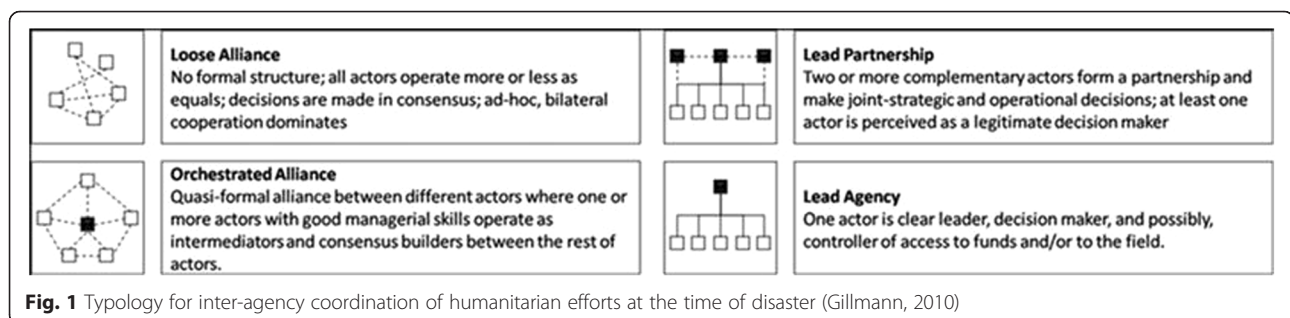 Loose Alliance
No formal structure; all actors operate more or less as
equals; decisions are made in consensus; ad-hoc, bilateral
cooperation dominates
Lead Partnership
Two or more complementary actors form a partnership and
make joint-strategic and operational decisions; at least one
actor is perceived as a legitimate decision maker
Orchestrated Alliance
Quasi-formal alliance between different actors where one or
more actors with good managerial skills operate as
intermediators and consensus builders between the rest of
actors.
Lead Agency
One actor is clear leader, decision maker, and possibly,
controller of access to funds and/or to the field.
Fig. 1 Typology for inter-agency coordination of humanitarian efforts at the time of disaster (Gillmann, 2010)